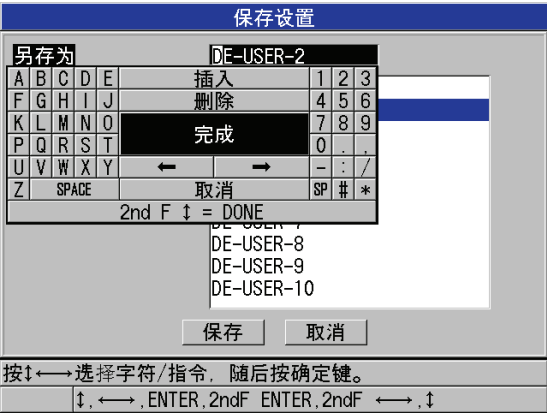 保存设置
另存为 DE-USER-2
A B C D E 插入 1 2 3
F G H I J 删除 4 5 6
K L M N O 完成 7 8 9
P Q R S T 0 . ,
U V W X Y ← → - : /
Z SPACE 取消 SP # *
2nd F ↕ = DONE
DE-USER-7
DE-USER-8
DE-USER-9
DE-USER-10
保存 取消
按↕←→选择字符/指令, 随后按确定键。
↕,←→,ENTER,2ndF ENTER,2ndF ←→,↕